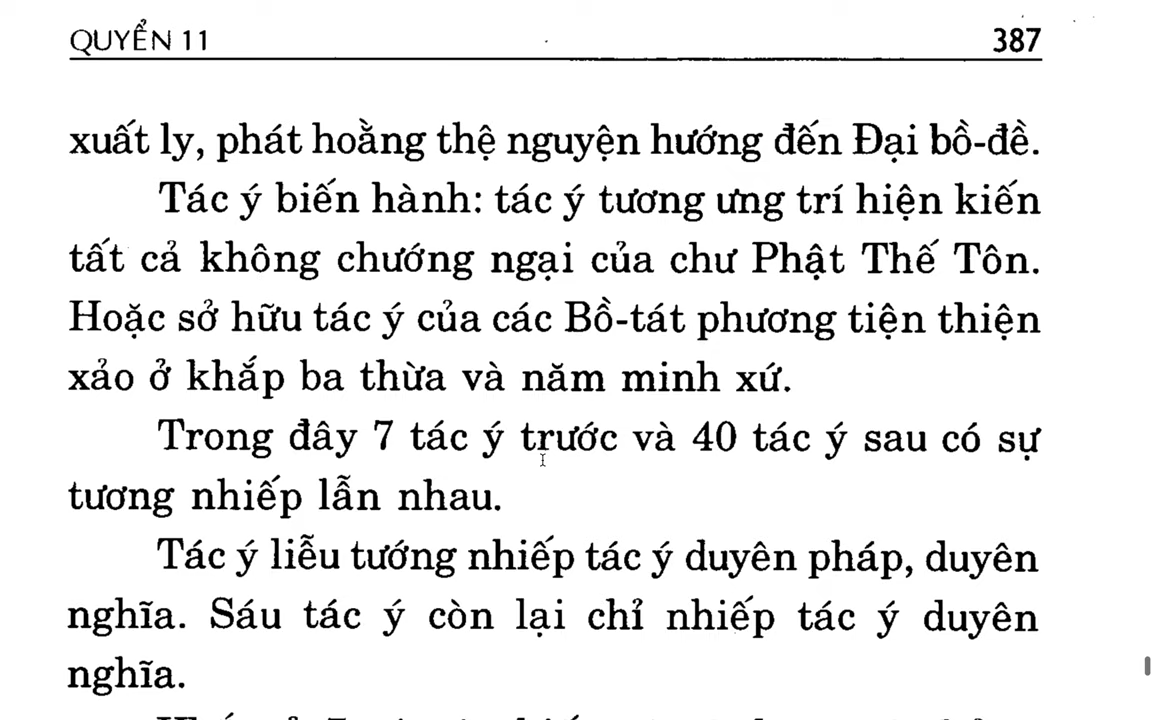 QUYỂN 11 387
xuất ly, phát hoằng thệ nguyện hướng đến Đại bồ-đề.
Tác ý biến hành: tác ý tương ưng trí hiện kiến
tất cả không chướng ngại của chư Phật Thế Tôn.
Hoặc sở hữu tác ý của các Bồ-tát phương tiện thiện
xảo ở khắp ba thừa và năm minh xứ.
Trong đây 7 tác ý trước và 40 tác ý sau có sự
tương nhiếp lẫn nhau.
Tác ý liễu tướng nhiếp tác ý duyên pháp, duyên
nghĩa. Sáu tác ý còn lại chỉ nhiếp tác ý duyên
nghĩa.